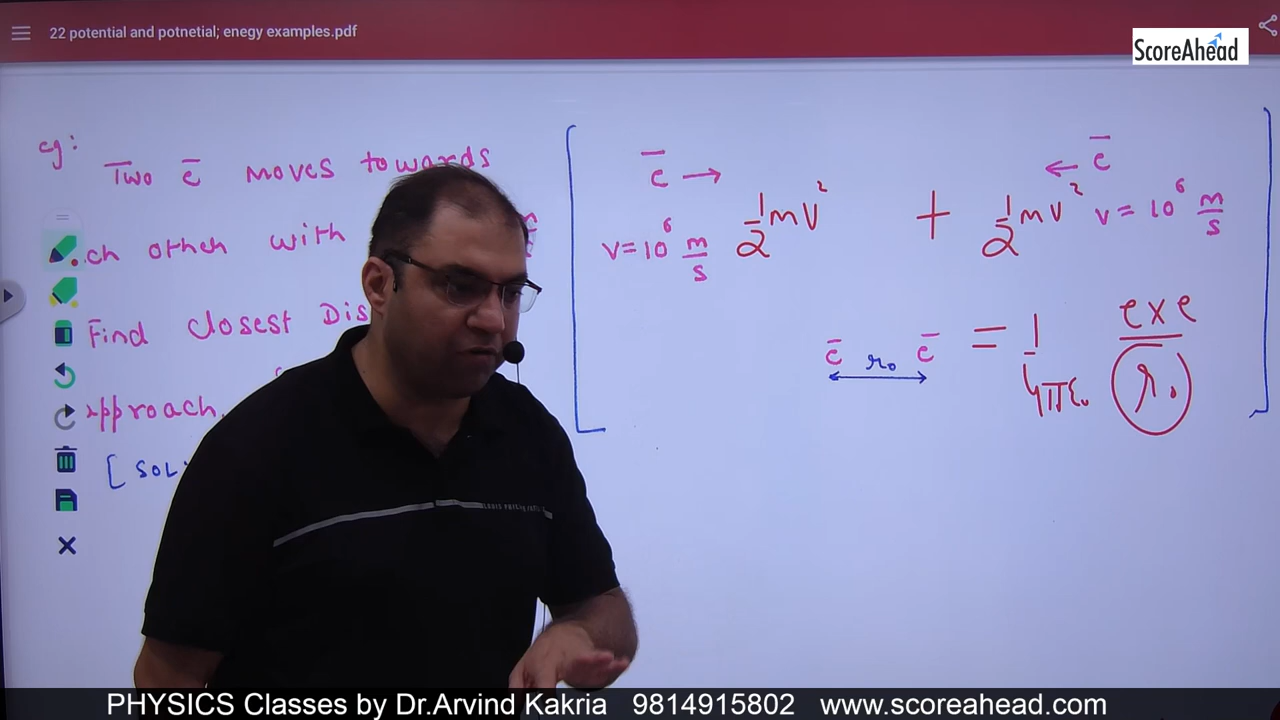 22 potential and potnetial; enegy examples.pdf
ScoreAhead
eg:
Two e̅ moves towards
ch other with
Find closest Dis
approach.
[ SOL:
e̅ → ← e̅
V=10⁶ m/s ½mv² + ½mv² V=10⁶ m/s
e̅ r₀ e̅ = 1/4πε₀ e×e/r₀
PHYSICS Classes by Dr.Arvind Kakria 9814915802 www.scoreahead.com